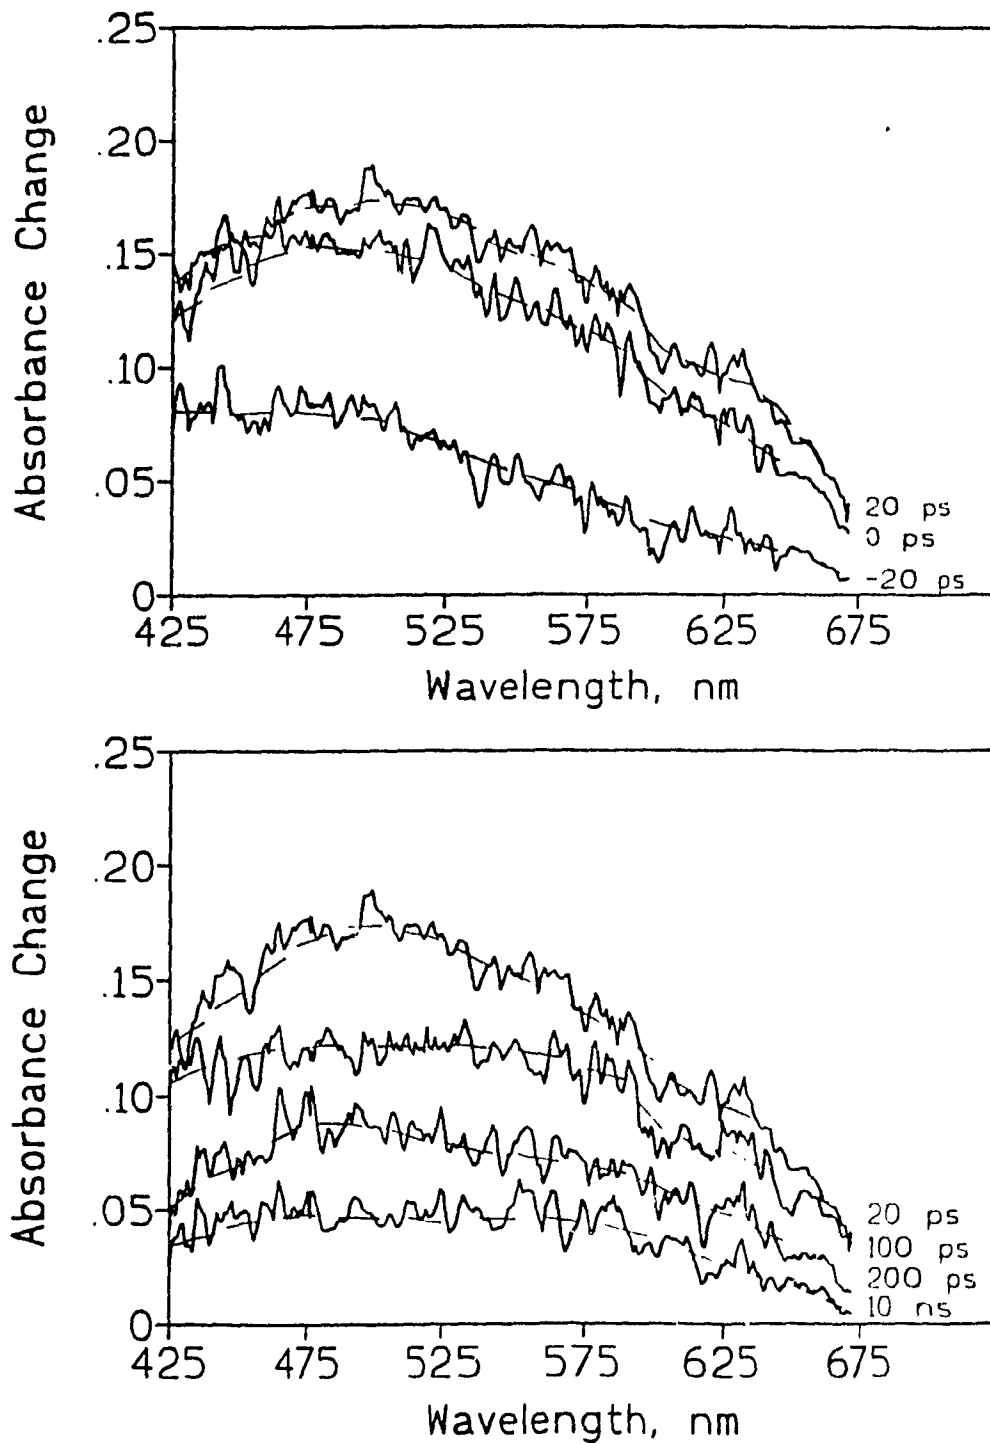 .25
.20
.15
.10
.05
0
Absorbance Change
20 ps
0 ps
-20 ps
425 475 525 575 625 675
Wavelength, nm
.25
.20
.15
.10
.05
0
Absorbance Change
20 ps
100 ps
200 ps
10 ns
425 475 525 575 625 675
Wavelength, nm